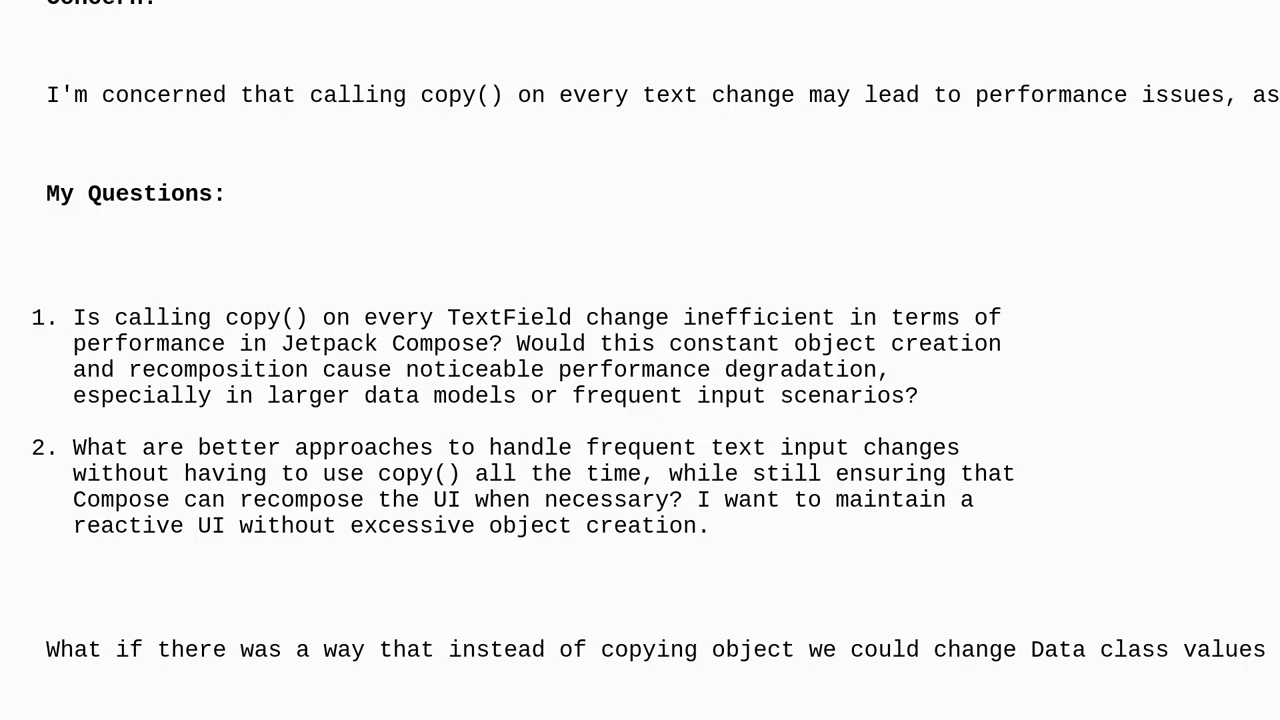 Concern:
I'm concerned that calling copy() on every text change may lead to performance issues, as
My Questions:
1. Is calling copy() on every TextField change inefficient in terms of
performance in Jetpack Compose? Would this constant object creation
and recomposition cause noticeable performance degradation,
especially in larger data models or frequent input scenarios?
2. What are better approaches to handle frequent text input changes
without having to use copy() all the time, while still ensuring that
Compose can recompose the UI when necessary? I want to maintain a
reactive UI without excessive object creation.
What if there was a way that instead of copying object we could change Data class values